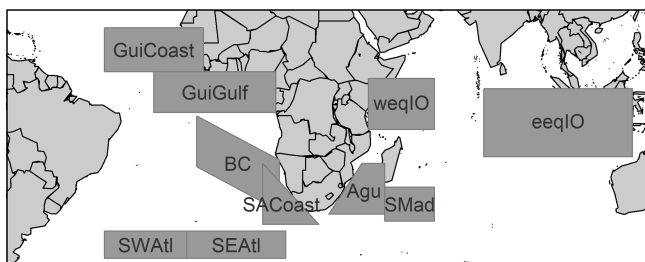 GuiCoast
GuiGulf
weqIO
eeqIO
BC
Agu
SACoast
SMad
SWAtl
SEAtl